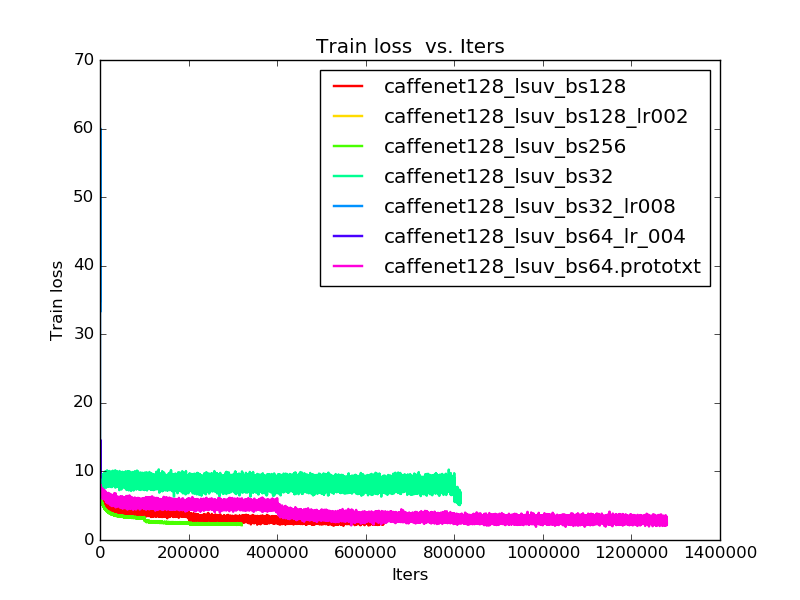 Train loss  vs. Iters
70
60
50
40
30
20
10
0
Train loss
caffenet128_lsuv_bs128
caffenet128_lsuv_bs128_lr002
caffenet128_lsuv_bs256
caffenet128_lsuv_bs32
caffenet128_lsuv_bs32_lr008
caffenet128_lsuv_bs64_lr_004
caffenet128_lsuv_bs64.prototxt
0 200000 400000 600000 800000 1000000 1200000 1400000
Iters